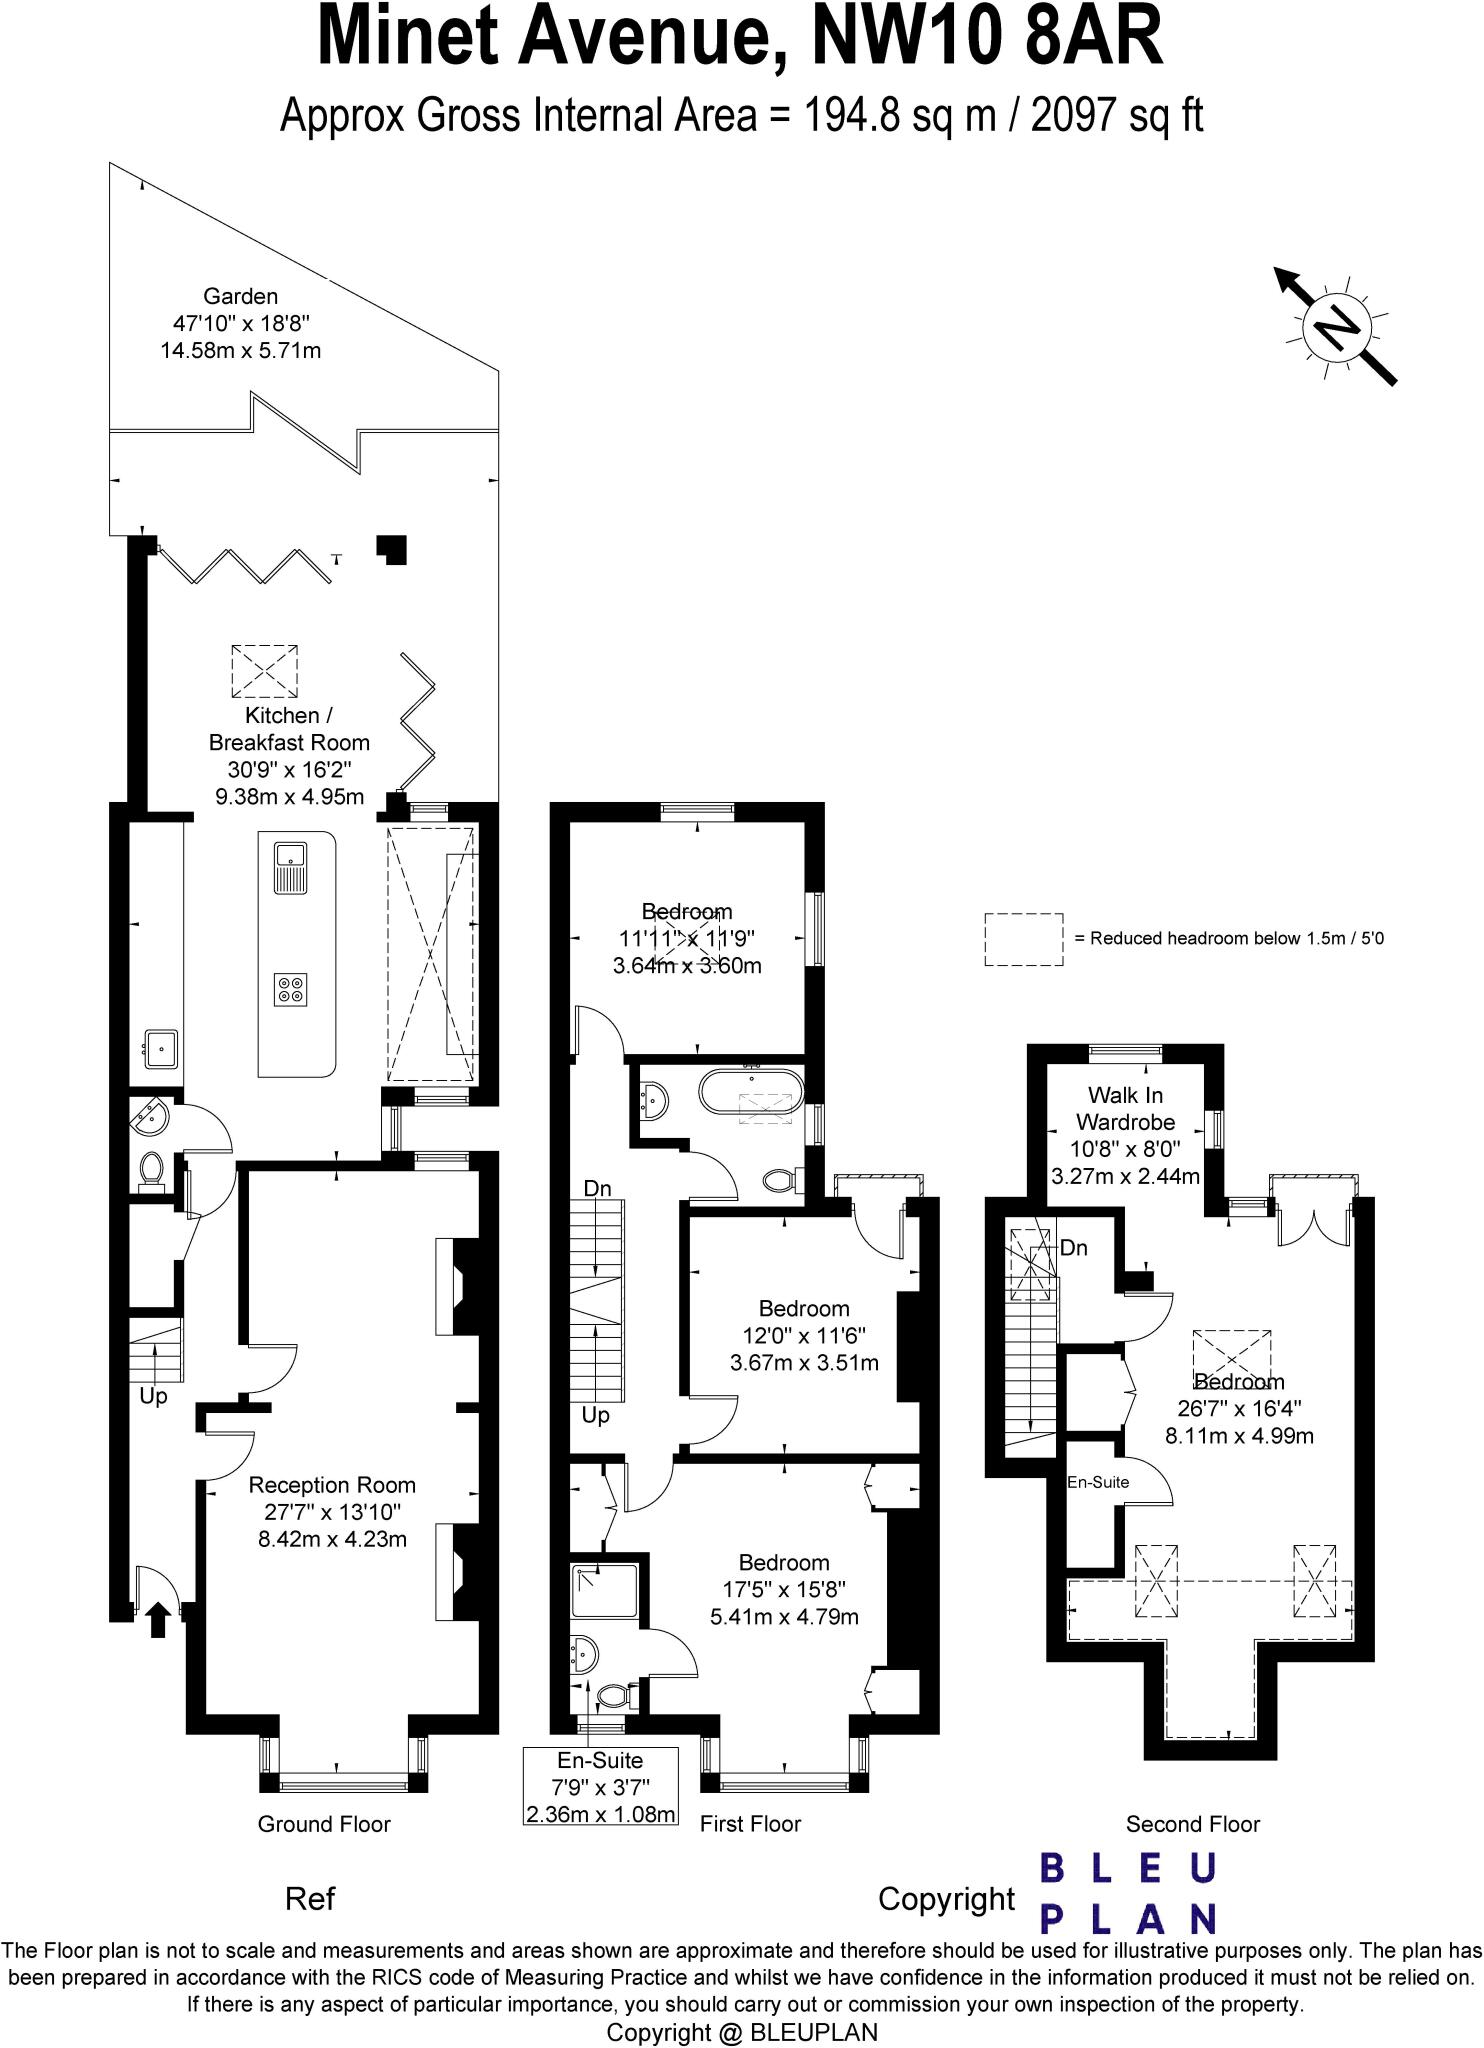 Minet Avenue, NW10 8AR
Approx Gross Internal Area = 194.8 sq m / 2097 sq ft
Garden
47'10" x 18'8"
14.58m x 5.71m
N
Kitchen /
Breakfast Room
30'9" x 16'2"
9.38m x 4.95m
Up
Reception Room
27'7" x 13'10"
8.42m x 4.23m
Ground Floor
Bedroom
11'11" x 11'9"
3.64m x 3.60m
Dn
Up
Bedroom
12'0" x 11'6"
3.67m x 3.51m
Bedroom
17'5" x 15'8"
5.41m x 4.79m
En-Suite
7'9" x 3'7"
2.36m x 1.08m
First Floor
= Reduced headroom below 1.5m / 5'0
Walk In
Wardrobe
10'8" x 8'0"
3.27m x 2.44m
Dn
Bedroom
26'7" x 16'4"
8.11m x 4.99m
En-Suite
Second Floor
Ref
Copyright
BLEU
PLAN
The Floor plan is not to scale and measurements and areas shown are approximate and therefore should be used for illustrative purposes only. The plan has
been prepared in accordance with the RICS code of Measuring Practice and whilst we have confidence in the information produced it must not be relied on.
If there is any aspect of particular importance, you should carry out or commission your own inspection of the property.
Copyright @ BLEUPLAN